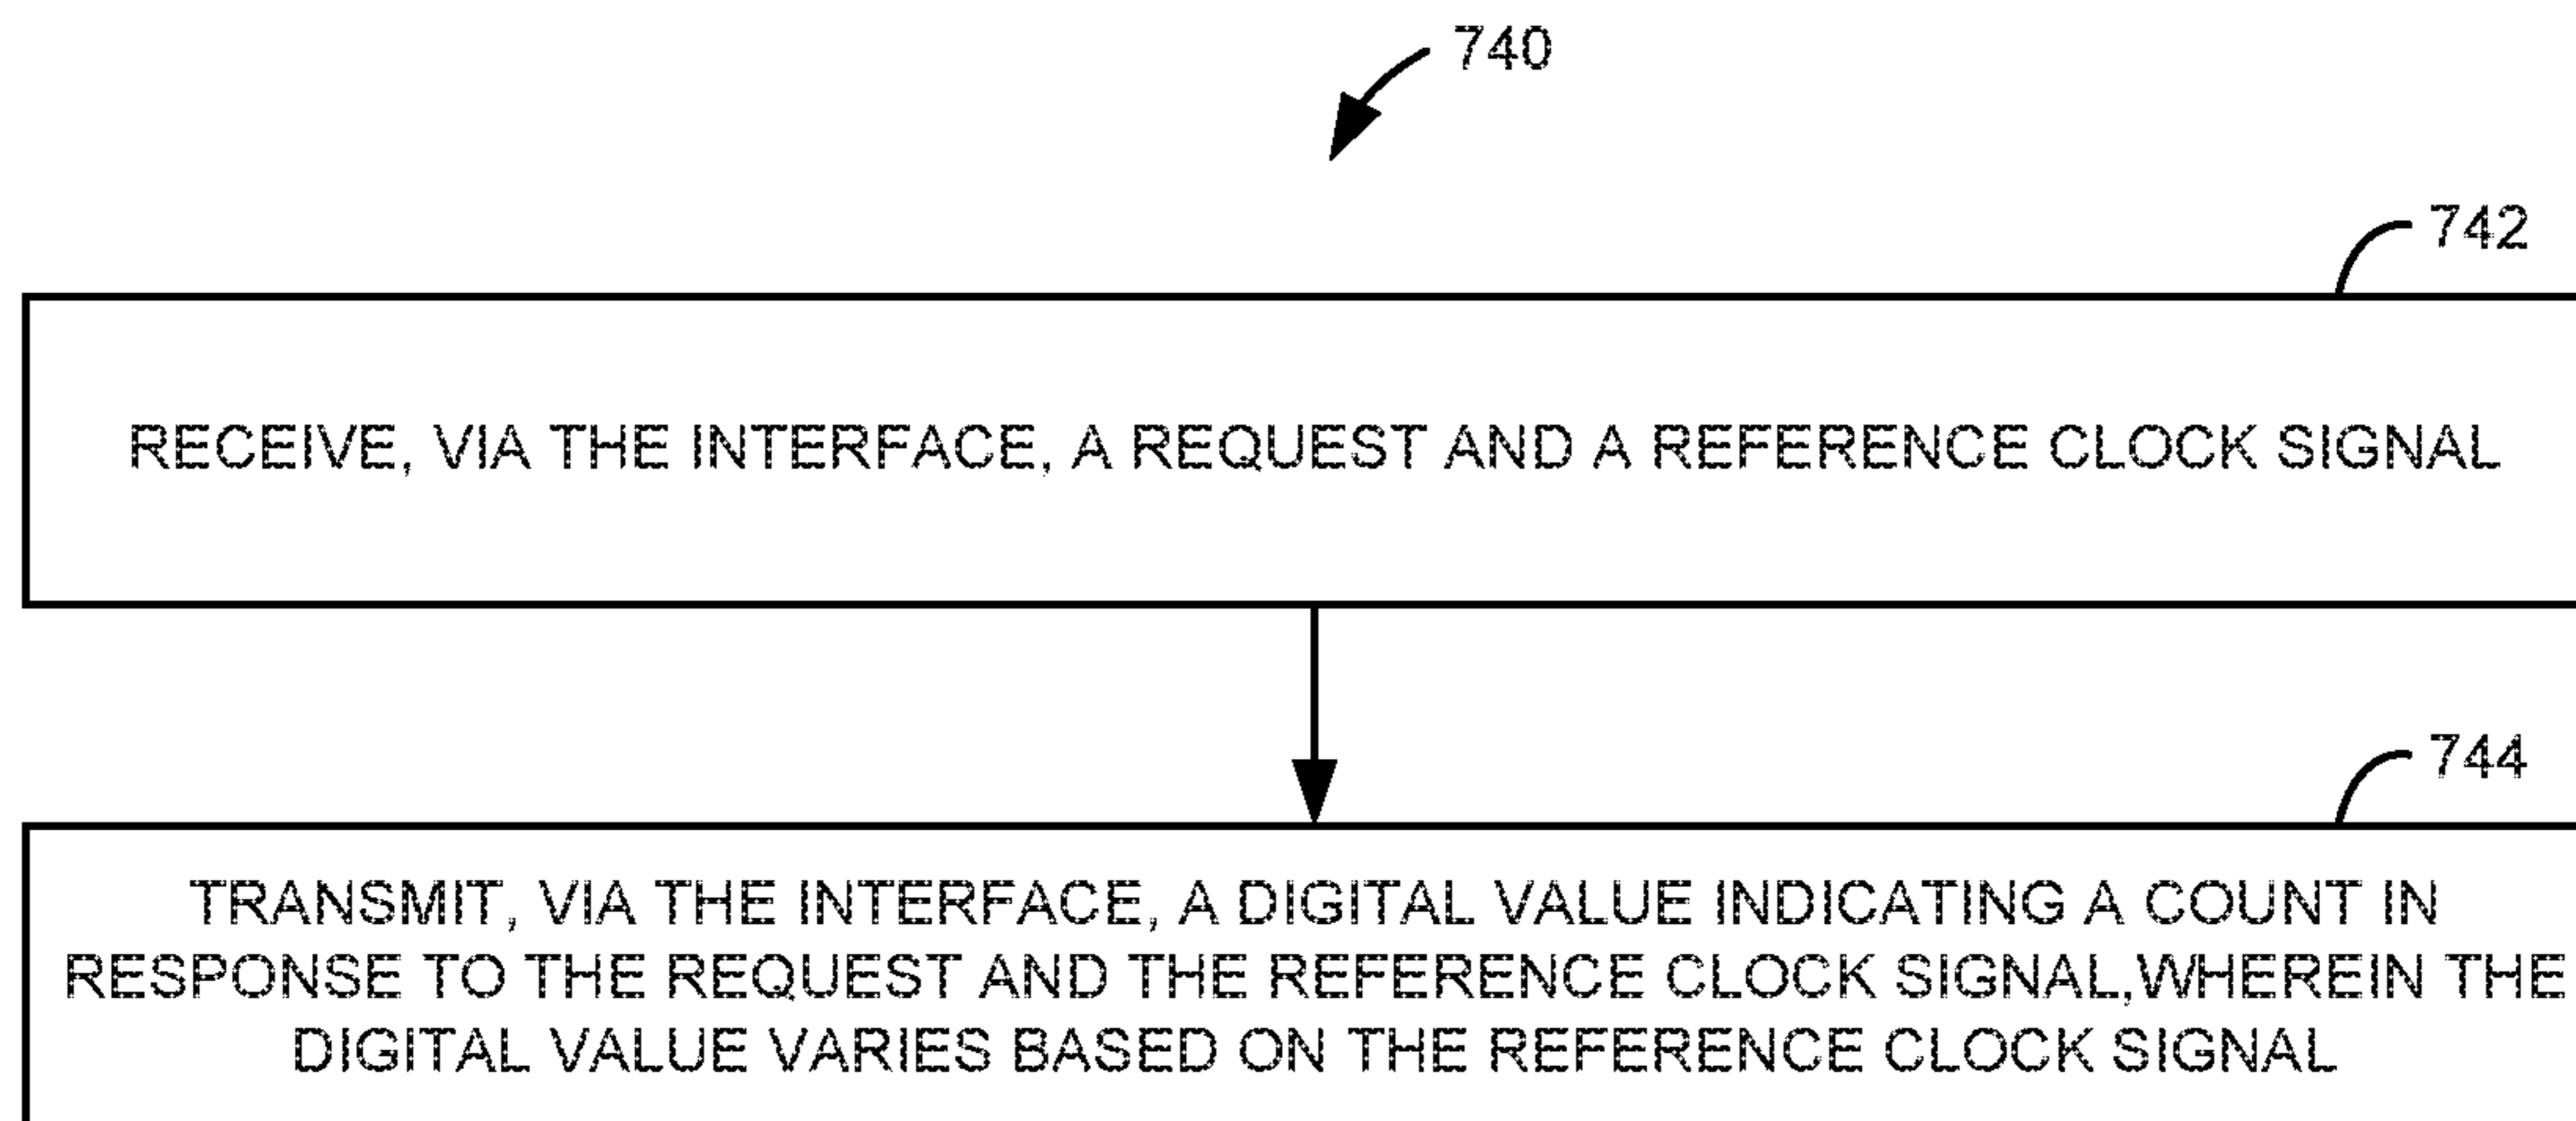 740
742
RECEIVE, VIA THE INTERFACE, A REQUEST AND A REFERENCE CLOCK SIGNAL
744
TRANSMIT, VIA THE INTERFACE, A DIGITAL VALUE INDICATING A COUNT IN
RESPONSE TO THE REQUEST AND THE REFERENCE CLOCK SIGNAL,WHEREIN THE
DIGITAL VALUE VARIES BASED ON THE REFERENCE CLOCK SIGNAL